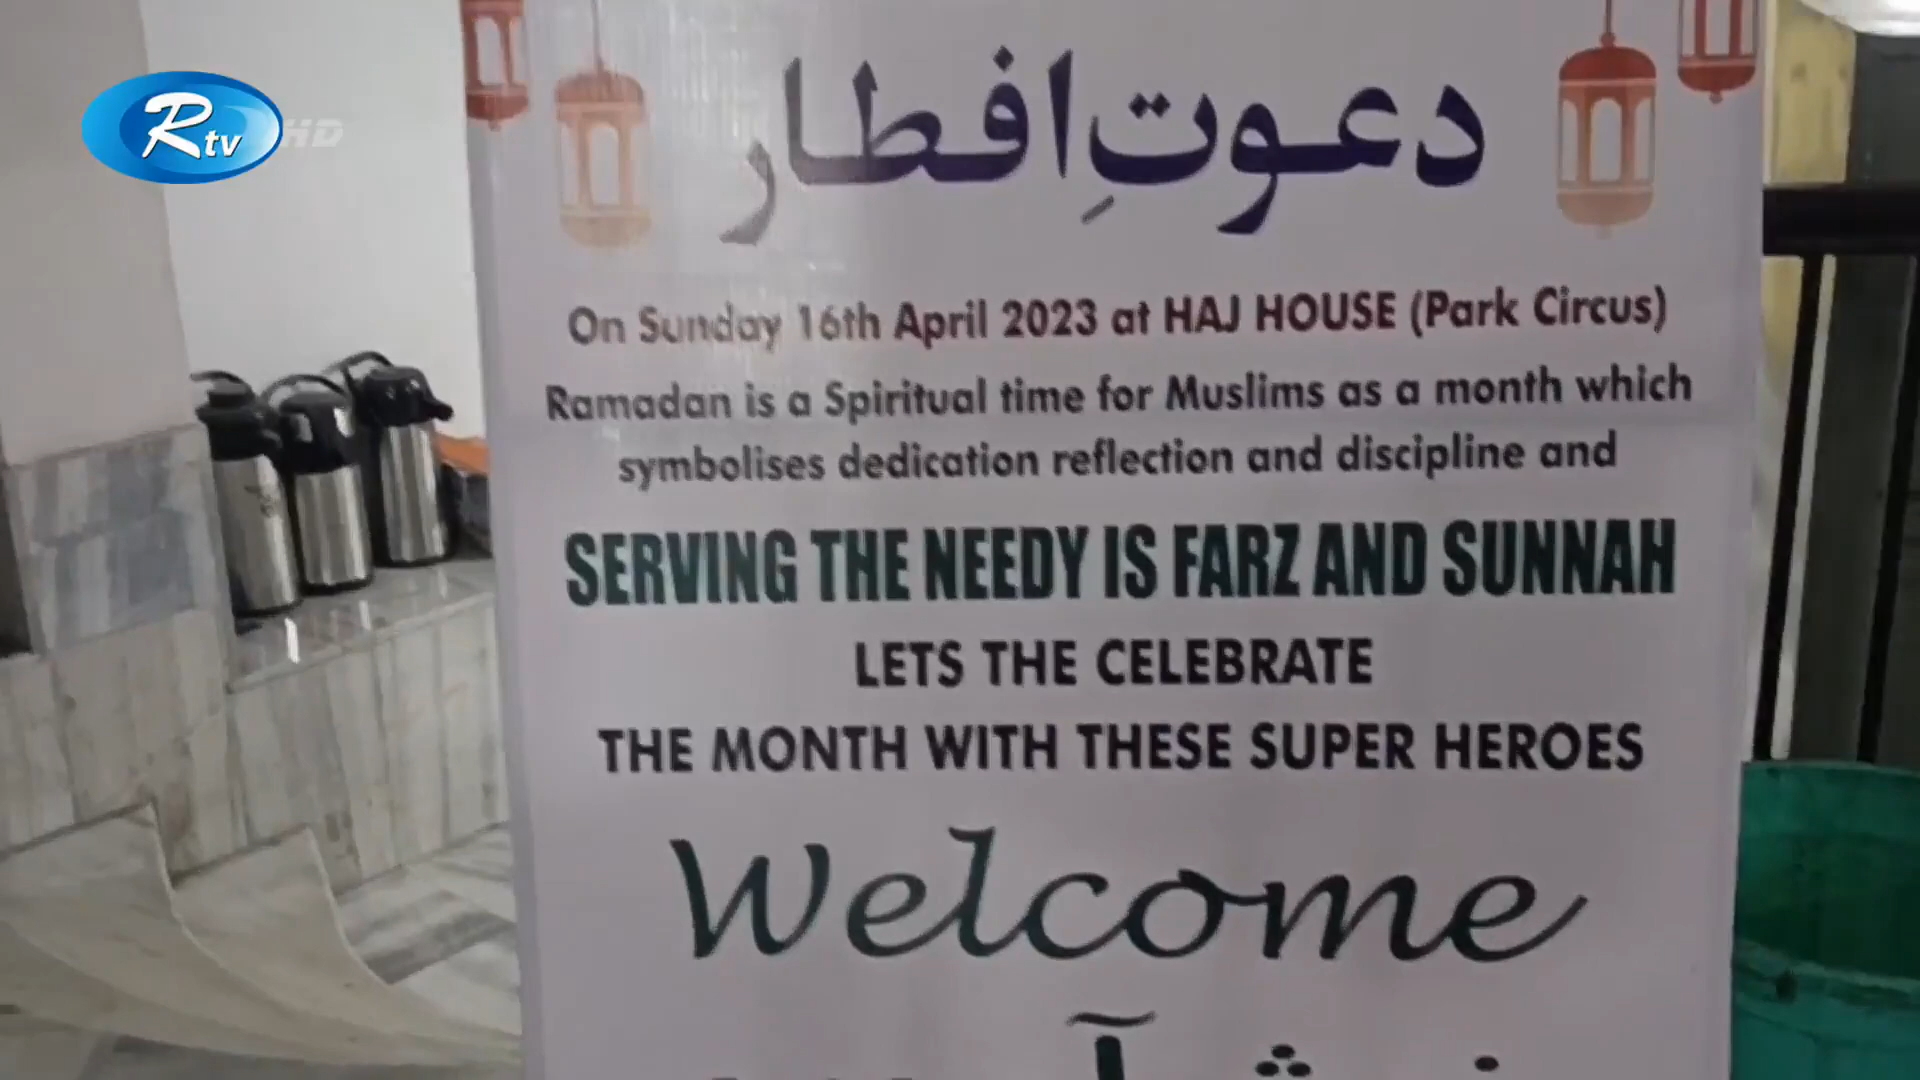 Rtv HD
دعوتِ افطار
On Sunday 16th April 2023 at HAJ HOUSE (Park Circus)
Ramadan is a Spiritual time for Muslims as a month which
symbolises dedication reflection and discipline and
SERVING THE NEEDY IS FARZ AND SUNNAH
LETS THE CELEBRATE
THE MONTH WITH THESE SUPER HEROES
Welcome